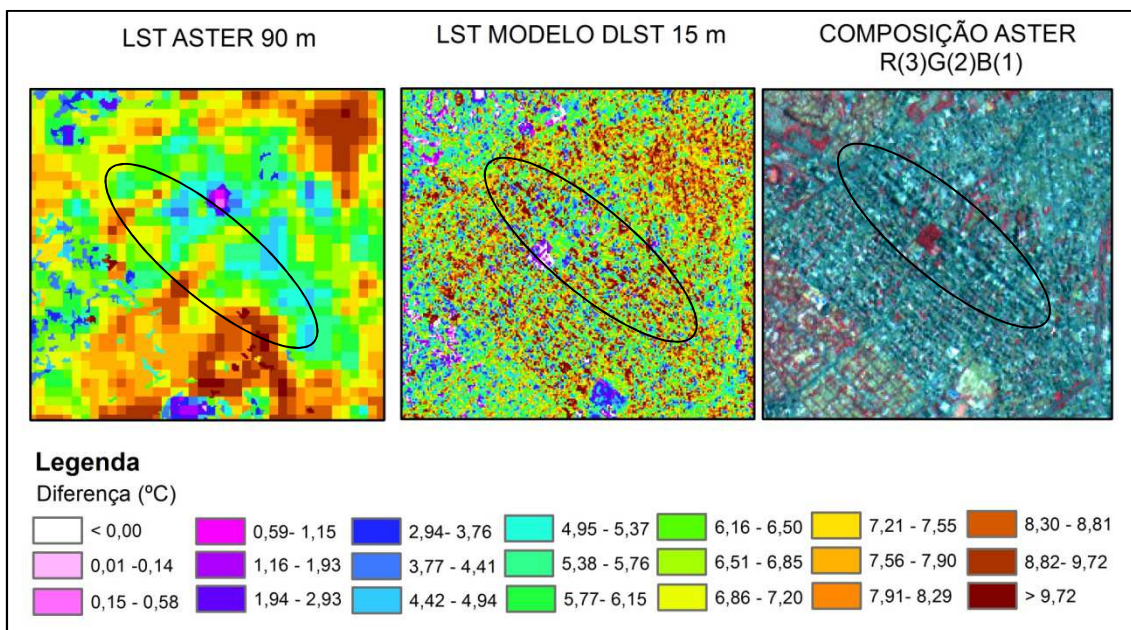 LST ASTER 90 m
LST MODELO DLST 15 m
COMPOSIÇÃO ASTER
R(3)G(2)B(1)
Legenda
Diferença (ºC)
< 0,00
0,59- 1,15
2,94- 3,76
4,95 - 5,37
6,16 - 6,50
7,21 - 7,55
8,30 - 8,81
0,01 -0,14
1,16 - 1,93
3,77 - 4,41
5,38 - 5,76
6,51 - 6,85
7,56 - 7,90
8,82- 9,72
0,15 - 0,58
1,94 - 2,93
4,42 - 4,94
5,77- 6,15
6,86 - 7,20
7,91- 8,29
> 9,72